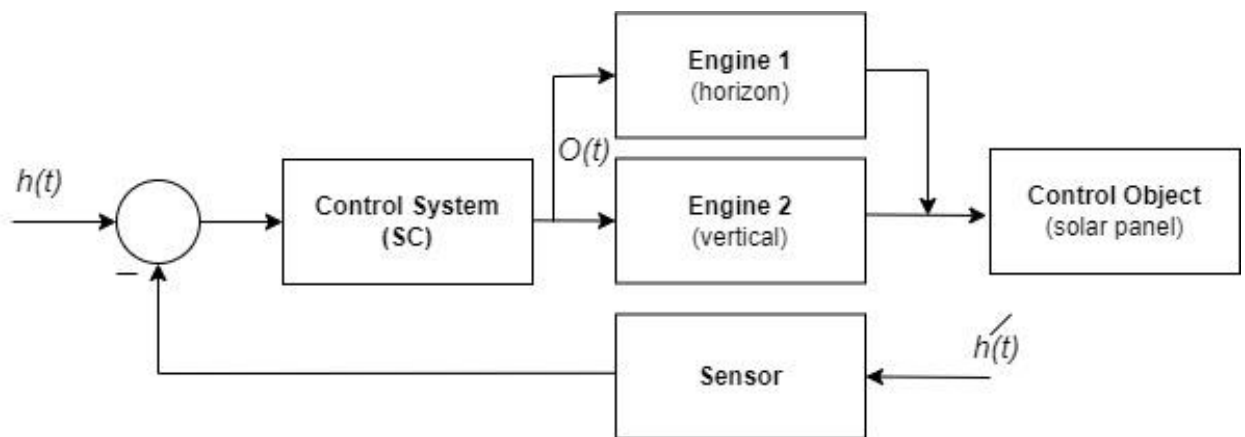 Engine 1
(horizon)
O(t)
h(t)
Control System
(SC)
Engine 2
(vertical)
Control Object
(solar panel)
−
Sensor
h′(t)